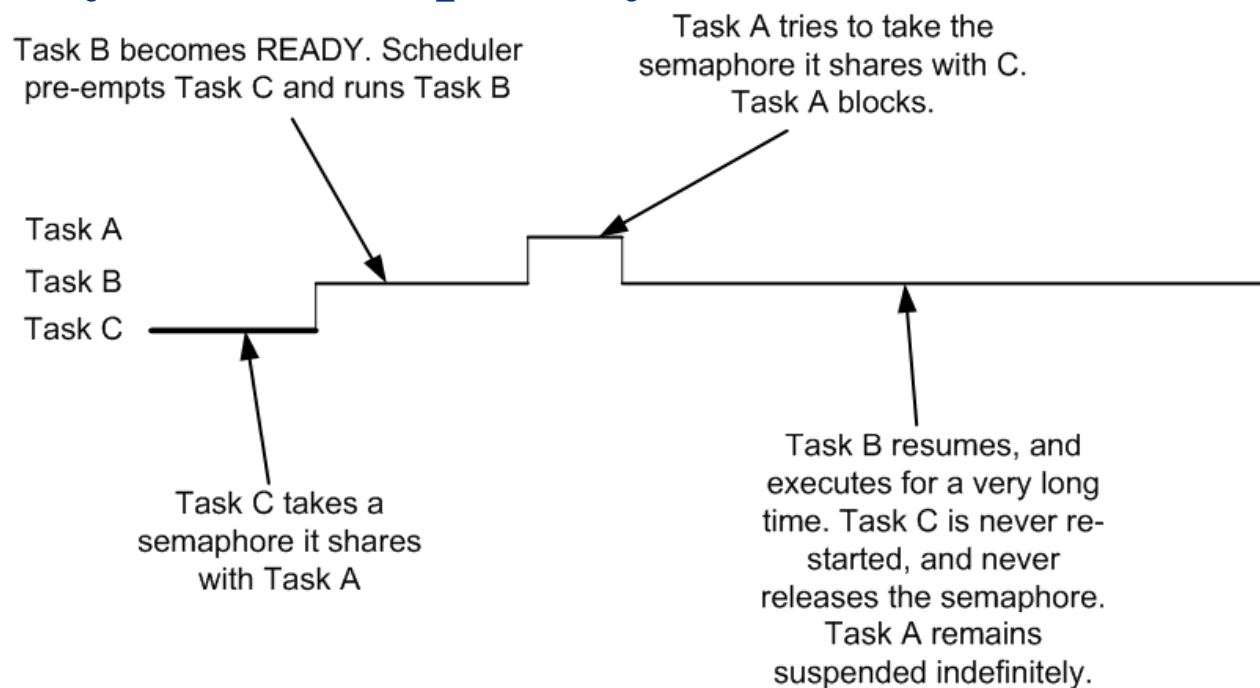 Task B becomes READY. Scheduler
pre-empts Task C and runs Task B
Task A tries to take the
semaphore it shares with C.
Task A blocks.
Task A
Task B
Task C
Task C takes a
semaphore it shares
with Task A
Task B resumes, and
executes for a very long
time. Task C is never re-
started, and never
releases the semaphore.
Task A remains
suspended indefinitely.